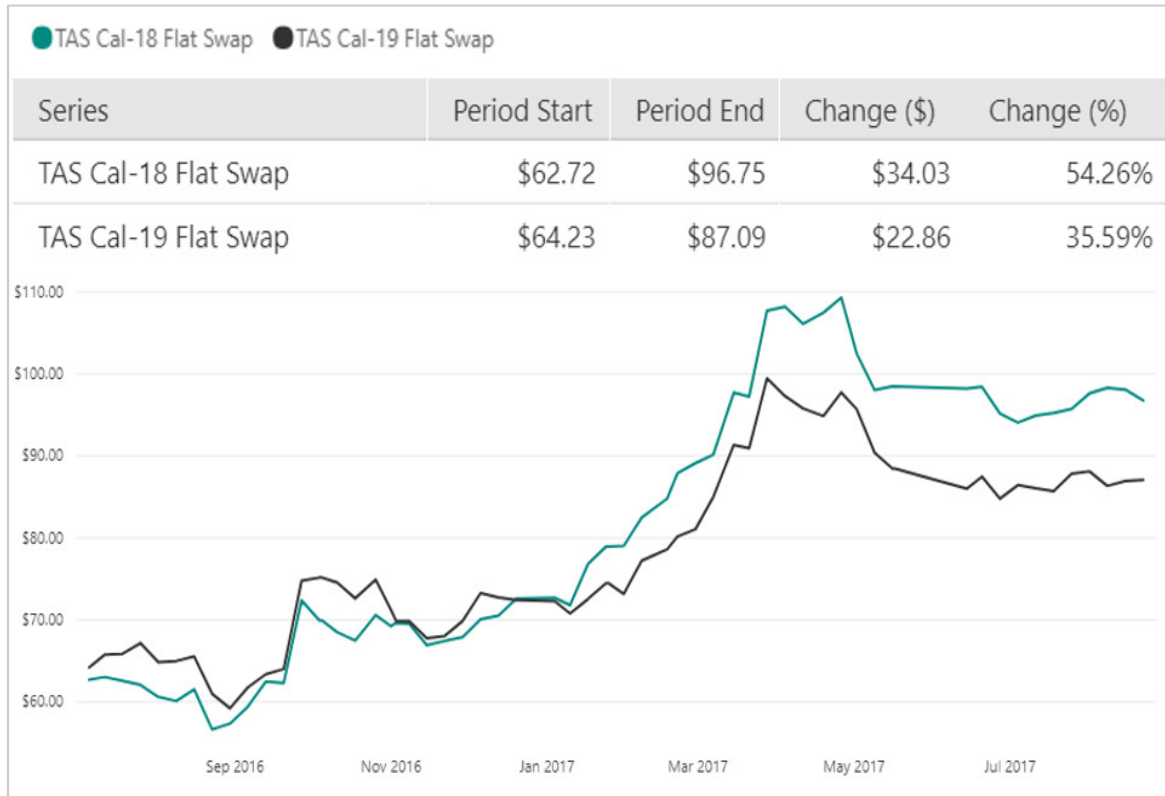 TAS Cal-18 Flat Swap TAS Cal-19 Flat Swap
Series Period Start Period End Change ($) Change (%)
TAS Cal-18 Flat Swap $62.72 $96.75 $34.03 54.26%
TAS Cal-19 Flat Swap $64.23 $87.09 $22.86 35.59%
$110.00
$100.00
$90.00
$80.00
$70.00
$60.00
Sep 2016 Nov 2016 Jan 2017 Mar 2017 May 2017 Jul 2017